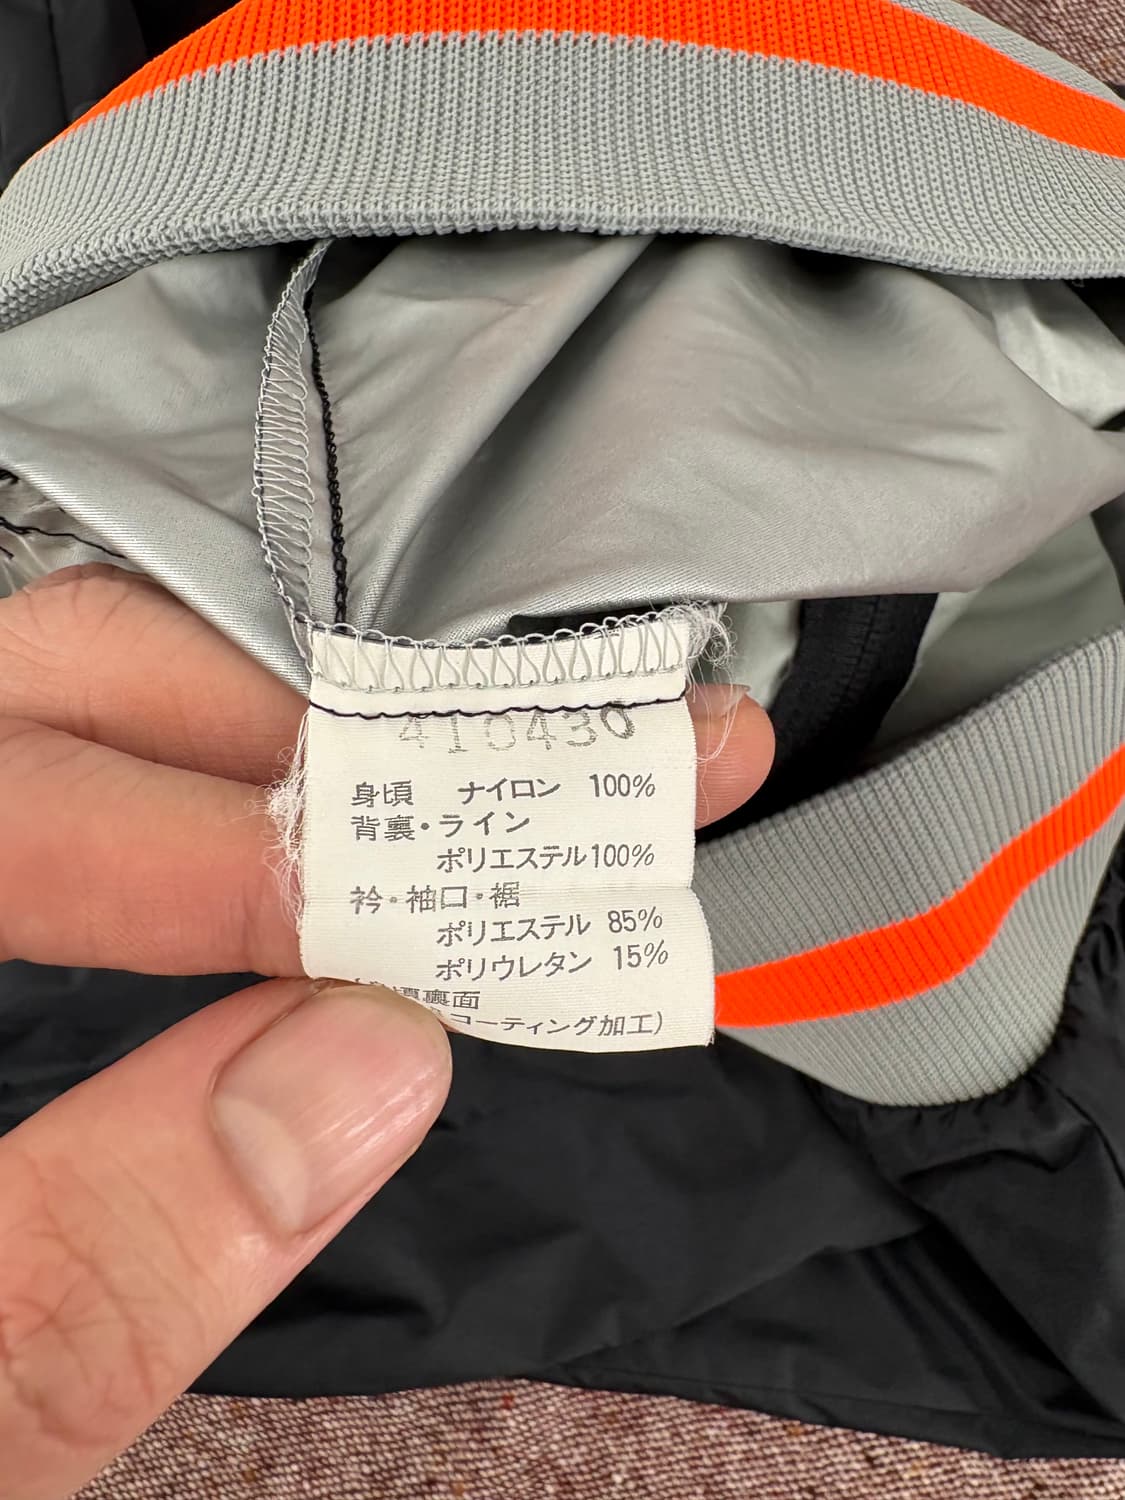 410430
身頃 ナイロン 100%
背裏・ライン
ポリエステル100%
衿・袖口・裾
ポリエステル 85%
ポリウレタン 15%
裏面
コーティング加工)